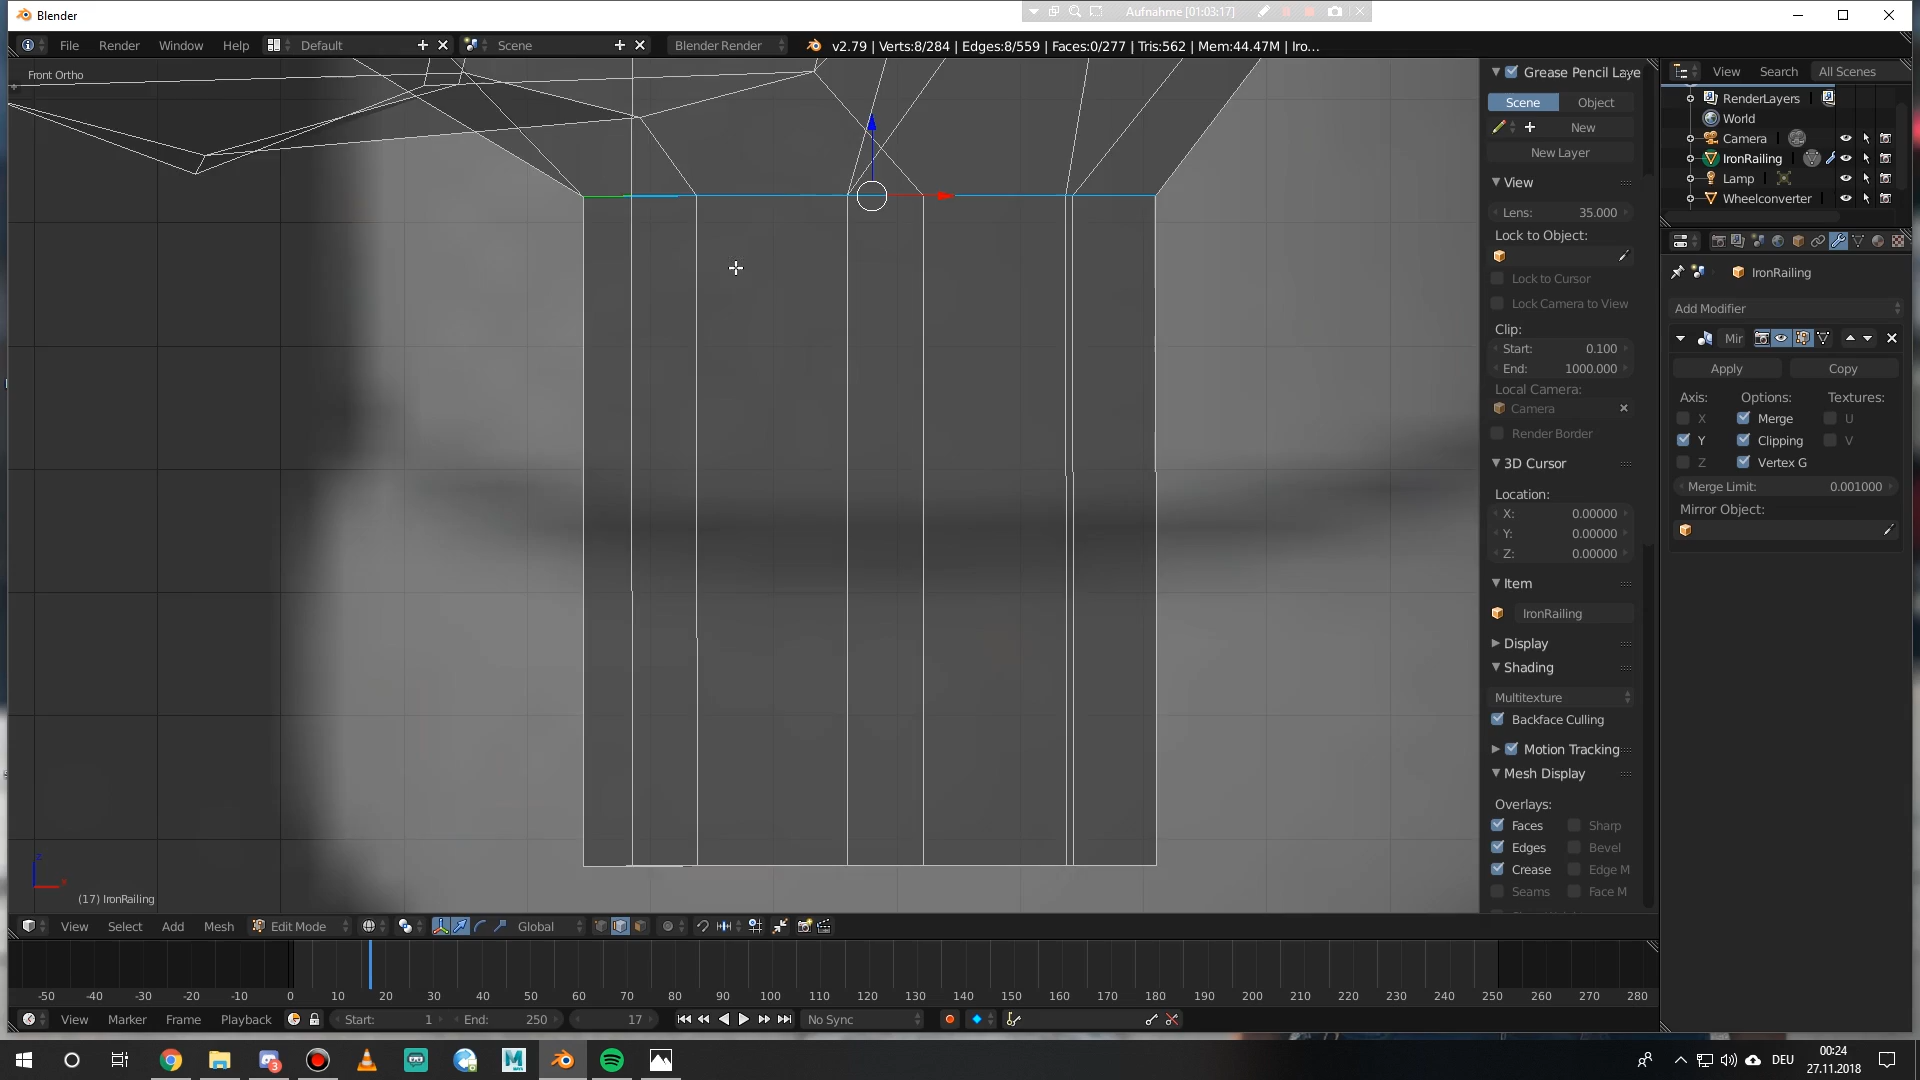 Blender
Aufnahme [01:03:17]
File Render Window Help Default Scene Blender Render v2.79 | Verts:8/284 | Edges:8/559 | Faces:0/277 | Tris:562 | Mem:44.47M | Iro...
Front Ortho
Grease Pencil Laye
Scene Object
New
New Layer
View
Lens: 35.000
Lock to Object:
Lock to Cursor
Lock Camera to View
Clip:
Start: 0.100
End: 1000.000
Local Camera:
Camera
Render Border
3D Cursor
Location:
X: 0.00000
Y: 0.00000
Z: 0.00000
Item
IronRailing
Display
Shading
Multitexture
Backface Culling
Motion Tracking
Mesh Display
Overlays:
Faces Sharp
Edges Bevel
Crease Edge M
Seams Face M
View Search All Scenes
RenderLayers
World
Camera
IronRailing
Lamp
Wheelconverter
IronRailing
Add Modifier
Mir
Apply Copy
Axis: Options: Textures:
X Merge U
Y Clipping V
Z Vertex G
Merge Limit: 0.001000
Mirror Object:
z
x
(17) IronRailing
View Select Add Mesh Edit Mode Global
-50 -40 -30 -20 -10 0 10 20 30 40 50 60 70 80 90 100 110 120 130 140 150 160 170 180 190 200 210 220 230 240 250 260 270 280
View Marker Frame Playback Start: 1 End: 250 17 No Sync
3
DEU
00:24
27.11.2018